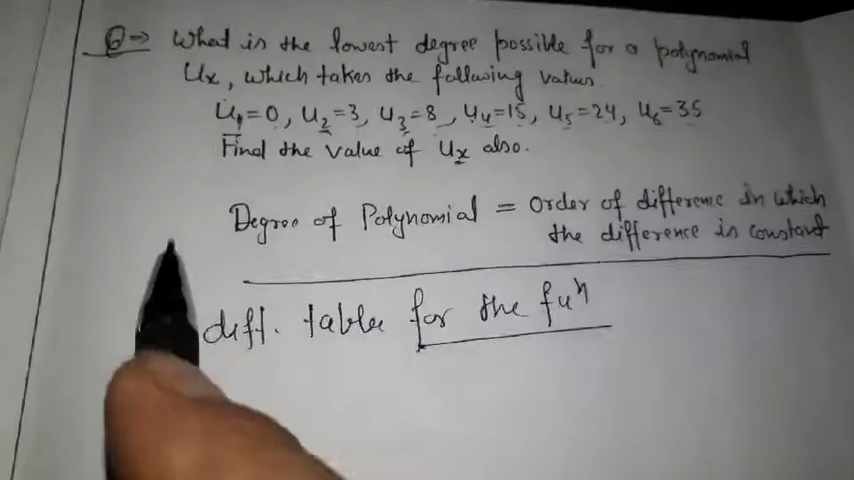 Q⇒ What is the lowest degree possible for a polynomial
Ux, which takes the following values.
U1=0, U2=3, U3=8, U4=15, U5=24, U6=35
Find the value of Ux also.
Degree of Polynomial = Order of difference in which
the difference is constant
diff. table for the fuⁿ